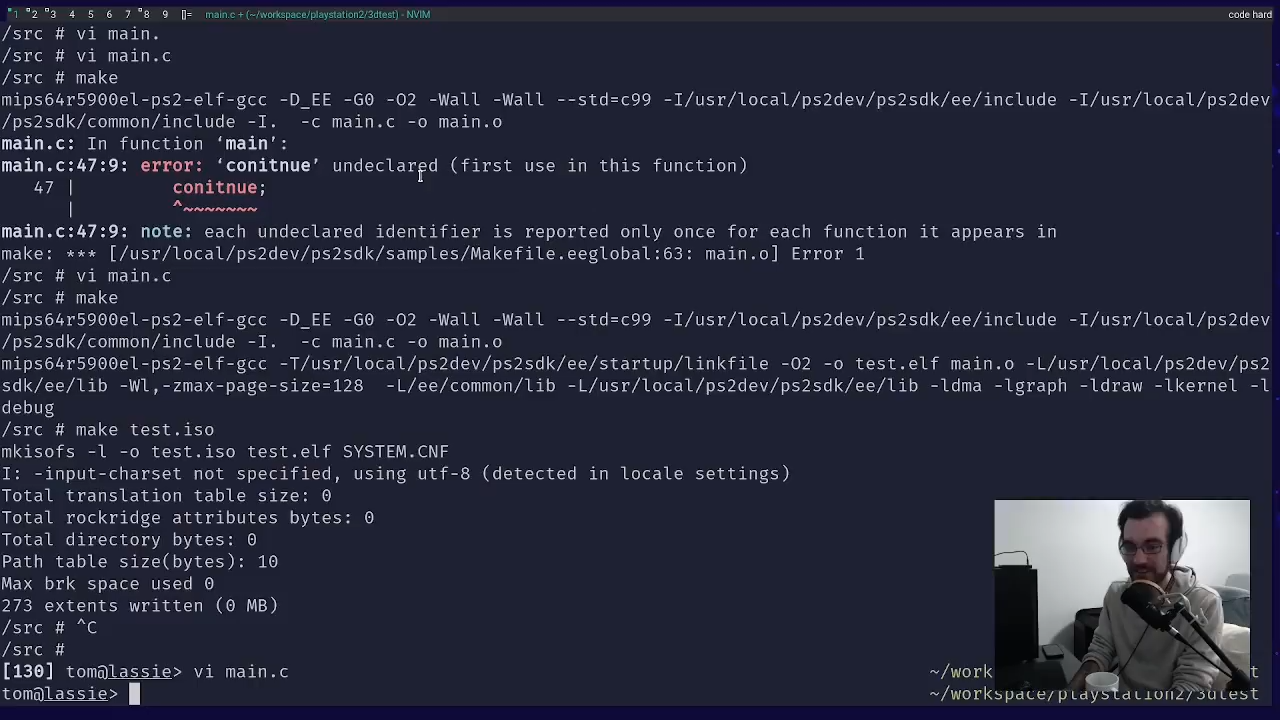 1 2 3 4 5 6 7 8 9 []= main.c + (~/workspace/playstation2/3dtest) - NVIM code hard
/src # vi main.
/src # vi main.c
/src # make
mips64r5900el-ps2-elf-gcc -D_EE -G0 -O2 -Wall -Wall --std=c99 -I/usr/local/ps2dev/ps2sdk/ee/include -I/usr/local/ps2dev
/ps2sdk/common/include -I.  -c main.c -o main.o
main.c: In function ‘main’:
main.c:47:9: error: ‘conitnue’ undeclared (first use in this function)
   47 |         conitnue;
      |         ^~~~~~~~
main.c:47:9: note: each undeclared identifier is reported only once for each function it appears in
make: *** [/usr/local/ps2dev/ps2sdk/samples/Makefile.eeglobal:63: main.o] Error 1
/src # vi main.c
/src # make
mips64r5900el-ps2-elf-gcc -D_EE -G0 -O2 -Wall -Wall --std=c99 -I/usr/local/ps2dev/ps2sdk/ee/include -I/usr/local/ps2dev
/ps2sdk/common/include -I.  -c main.c -o main.o
mips64r5900el-ps2-elf-gcc -T/usr/local/ps2dev/ps2sdk/ee/startup/linkfile -O2 -o test.elf main.o -L/usr/local/ps2dev/ps2
sdk/ee/lib -Wl,-zmax-page-size=128  -L/ee/common/lib -L/usr/local/ps2dev/ps2sdk/ee/lib -ldma -lgraph -ldraw -lkernel -l
debug
/src # make test.iso
mkisofs -l -o test.iso test.elf SYSTEM.CNF
I: -input-charset not specified, using utf-8 (detected in locale settings)
Total translation table size: 0
Total rockridge attributes bytes: 0
Total directory bytes: 0
Path table size(bytes): 10
Max brk space used 0
273 extents written (0 MB)
/src # ^C
/src #
[130] tom@lassie> vi main.c ~/work t
tom@lassie> ~/workspace/playstation2/3dtest